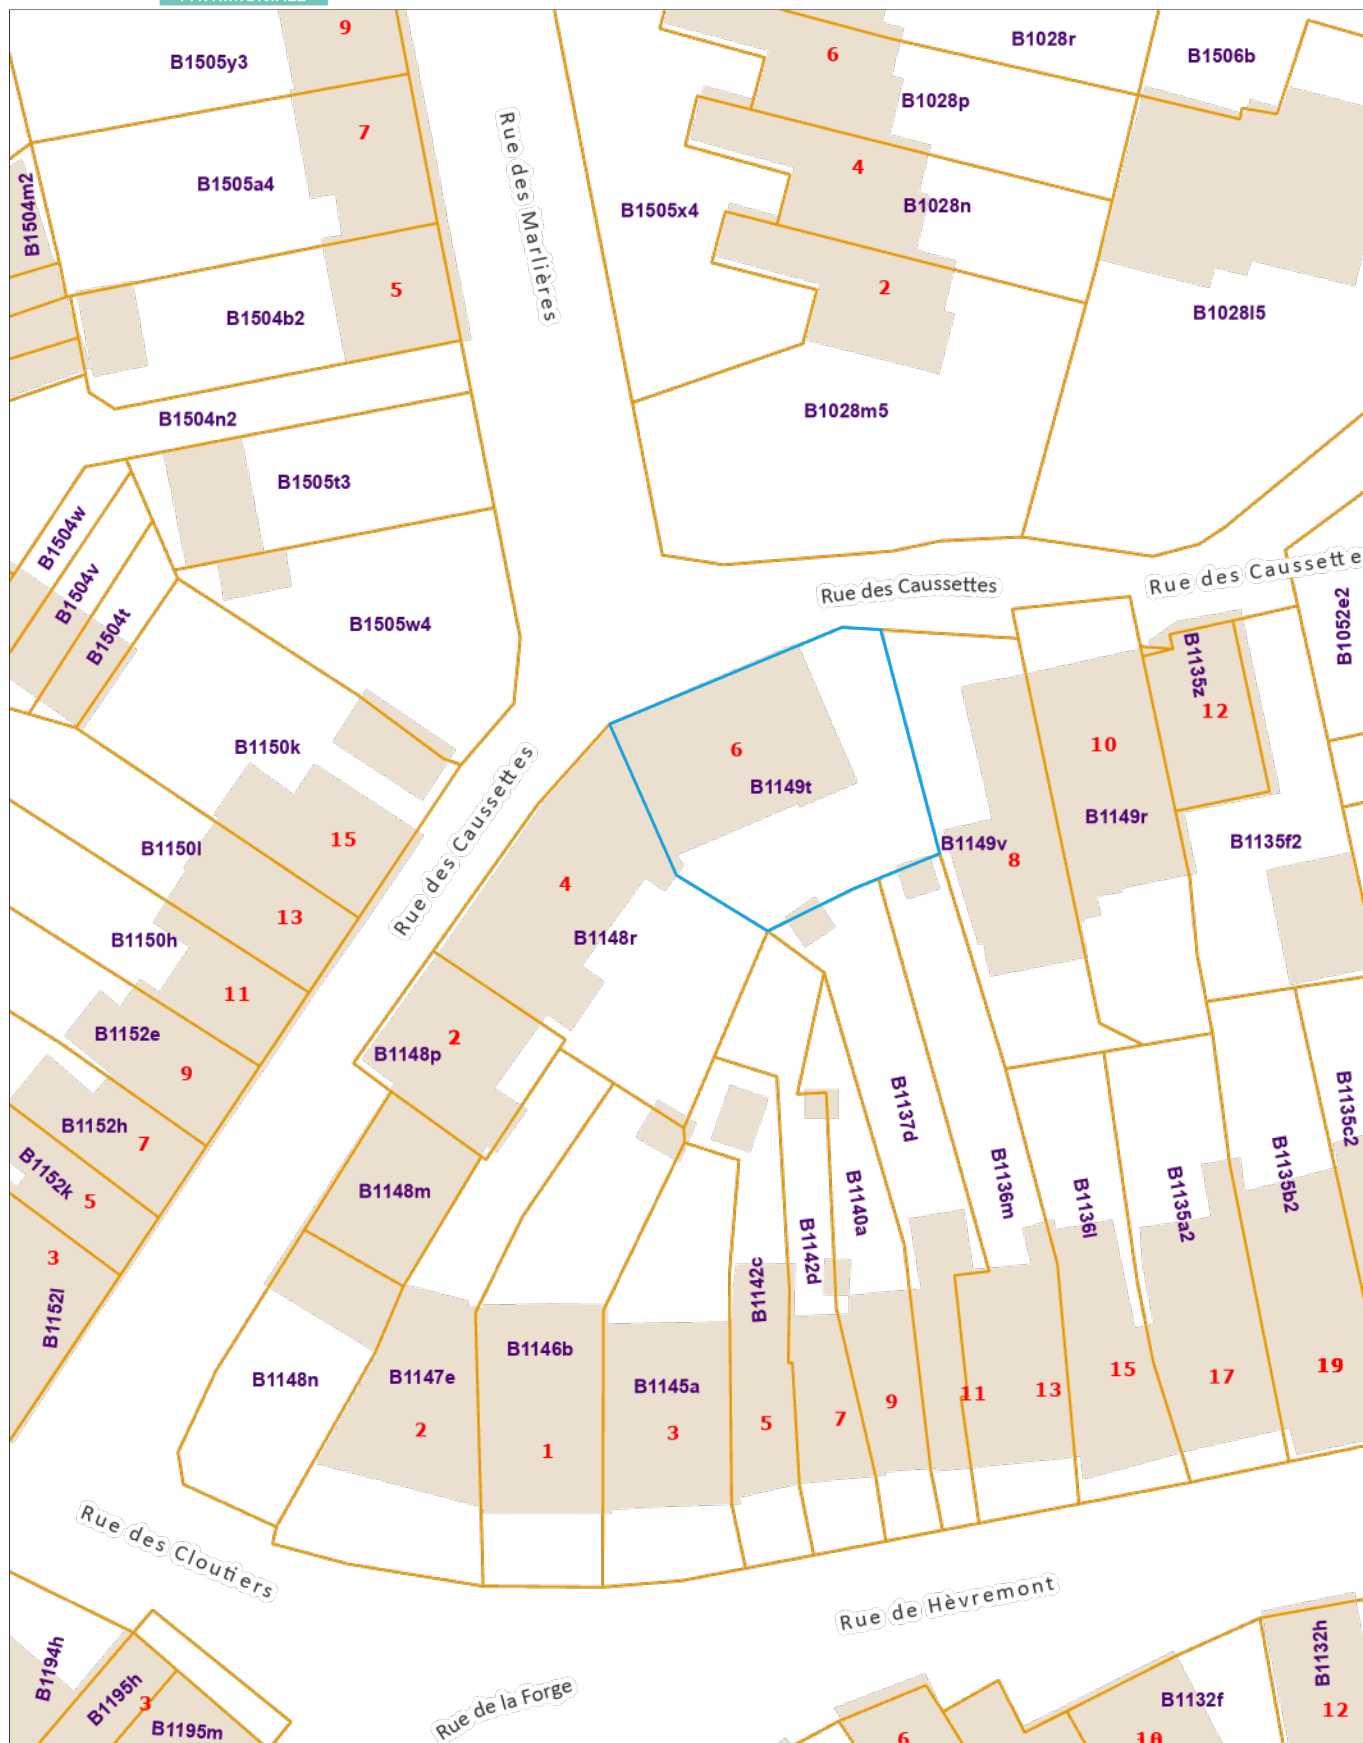 9
B1505y3
6
B1028r
B1506b
B1028p
7
Rue des Marlières
4
B1505a4
B1504m2
B1505x4
B1028n
5
2
B1504b2
B1028l5
B1504n2
B1028m5
B1505t3
B1504w
B1504v
B1504t
Rue des Caussettes
Rue des Caussette
B1052e2
B1505w4
B1135z
12
B1150k
6
10
B1149t
B1149r
15
B1150l
Rue des Caussettes
B1149v
8
B1135f2
4
13
B1150h
B1148r
11
B1152e
2
B1148p
9
B1137d
B1135c2
B1152h
7
B1152k
5
B1148m
B1140a
B1136m
B1136l
B1135a2
B1135b2
3
B1142d
B1142c
B1152l
B1148n
B1147e
B1146b
B1145a
2
1
3
5
7
9
11
13
15
17
19
Rue des Cloutiers
Rue de Hèvremont
B1194h
B1195h
3
B1195m
Rue de la Forge
B1132h
B1132f
12
6
10